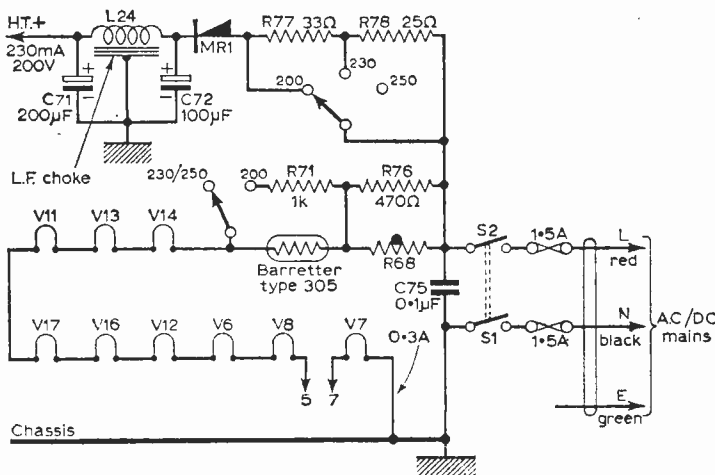 H.T.+
L24
R77
33Ω
R78
25Ω
230mA
200V
MR1
230
200
250
C71
200µF
C72
100µF
L.F. choke
230/250
200
R71
1k
R76
470Ω
V11
V13
V14
Barretter
type 305
R68
S2
1·5A
L
red
C75
0·1µF
V17
V16
V12
V6
V8
V7
0·3A
S1
1·5A
N
black
A.C/DC
mains
5
7
E
green
Chassis